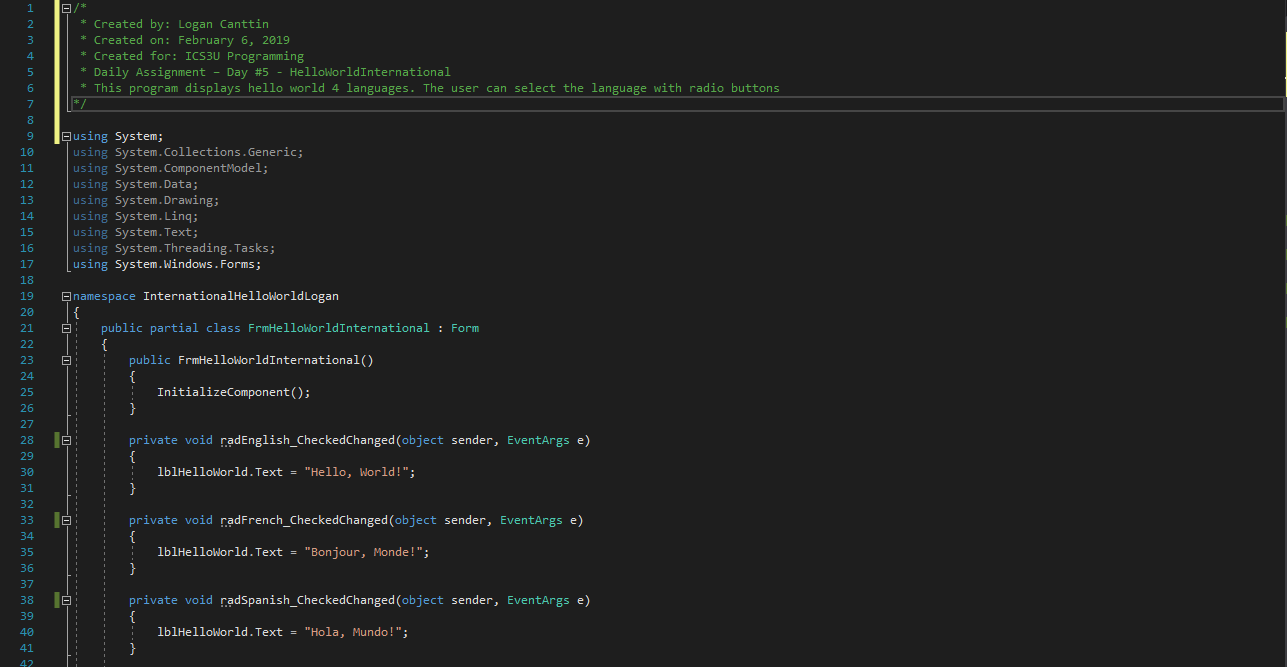 1 /*
2 * Created by: Logan Canttin
3 * Created on: February 6, 2019
4 * Created for: ICS3U Programming
5 * Daily Assignment – Day #5 - HelloWorldInternational
6 * This program displays hello world 4 languages. The user can select the language with radio buttons
7 */
8
9 using System;
10 using System.Collections.Generic;
11 using System.ComponentModel;
12 using System.Data;
13 using System.Drawing;
14 using System.Linq;
15 using System.Text;
16 using System.Threading.Tasks;
17 using System.Windows.Forms;
18
19 namespace InternationalHelloWorldLogan
20 {
21 public partial class FrmHelloWorldInternational : Form
22 {
23 public FrmHelloWorldInternational()
24 {
25 InitializeComponent();
26 }
27
28 private void radEnglish_CheckedChanged(object sender, EventArgs e)
29 {
30 lblHelloWorld.Text = "Hello, World!";
31 }
32
33 private void radFrench_CheckedChanged(object sender, EventArgs e)
34 {
35 lblHelloWorld.Text = "Bonjour, Monde!";
36 }
37
38 private void radSpanish_CheckedChanged(object sender, EventArgs e)
39 {
40 lblHelloWorld.Text = "Hola, Mundo!";
41 }
42